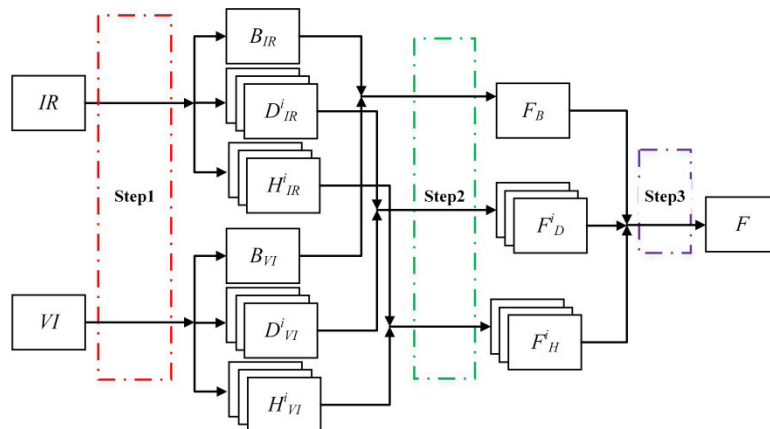 IR
VI
Step1
B_IR
D^i_IR
H^i_IR
B_VI
D^i_VI
H^i_VI
Step2
F_B
F^i_D
F^i_H
Step3
F